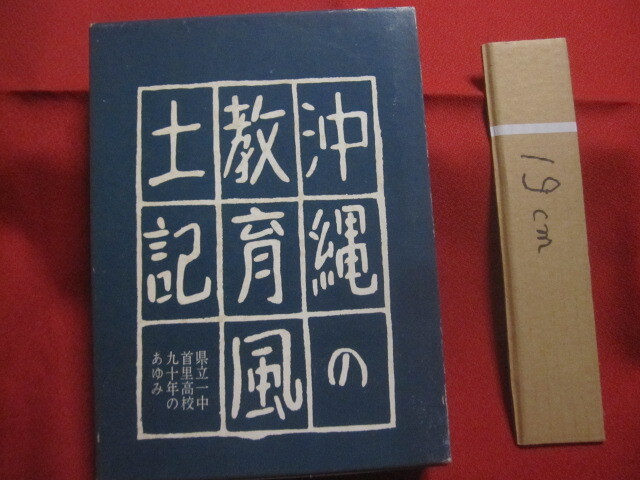 沖縄の
教育風
土記
県立一中
首里高校
九十年の
あゆみ
19cm